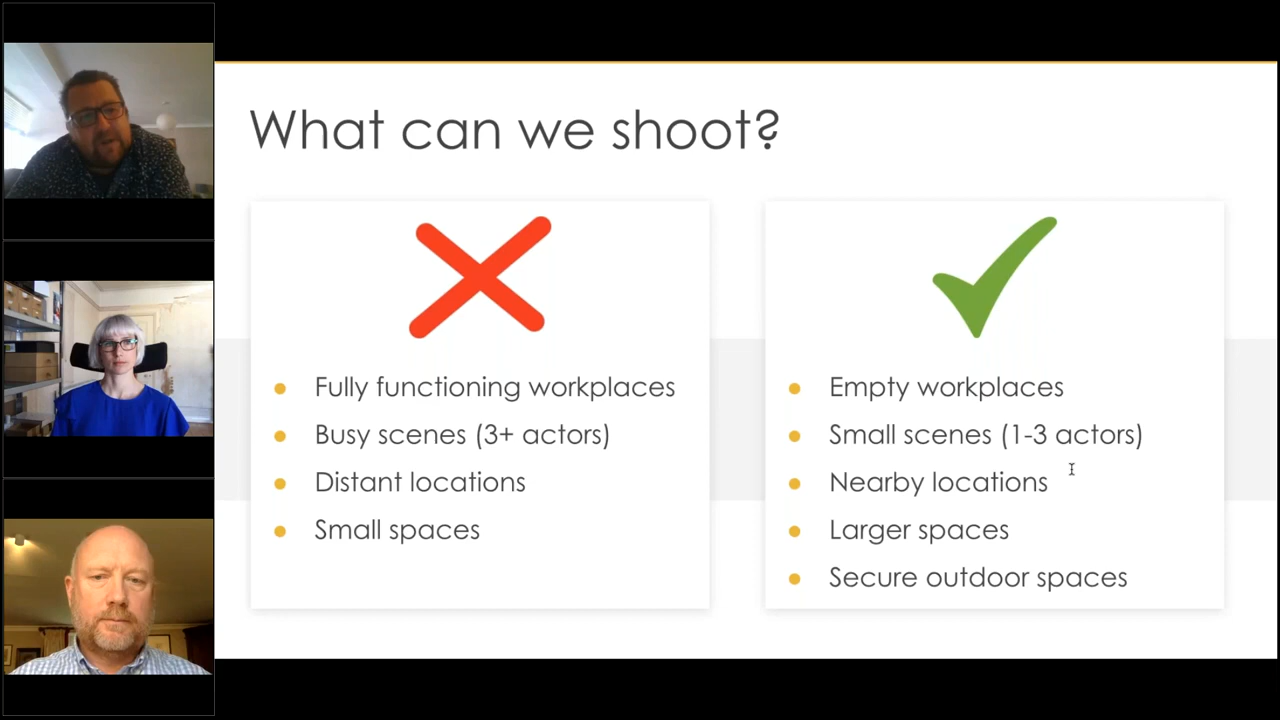 What can we shoot?
Fully functioning workplaces
Busy scenes (3+ actors)
Distant locations
Small spaces
Empty workplaces
Small scenes (1-3 actors)
Nearby locations
Larger spaces
Secure outdoor spaces